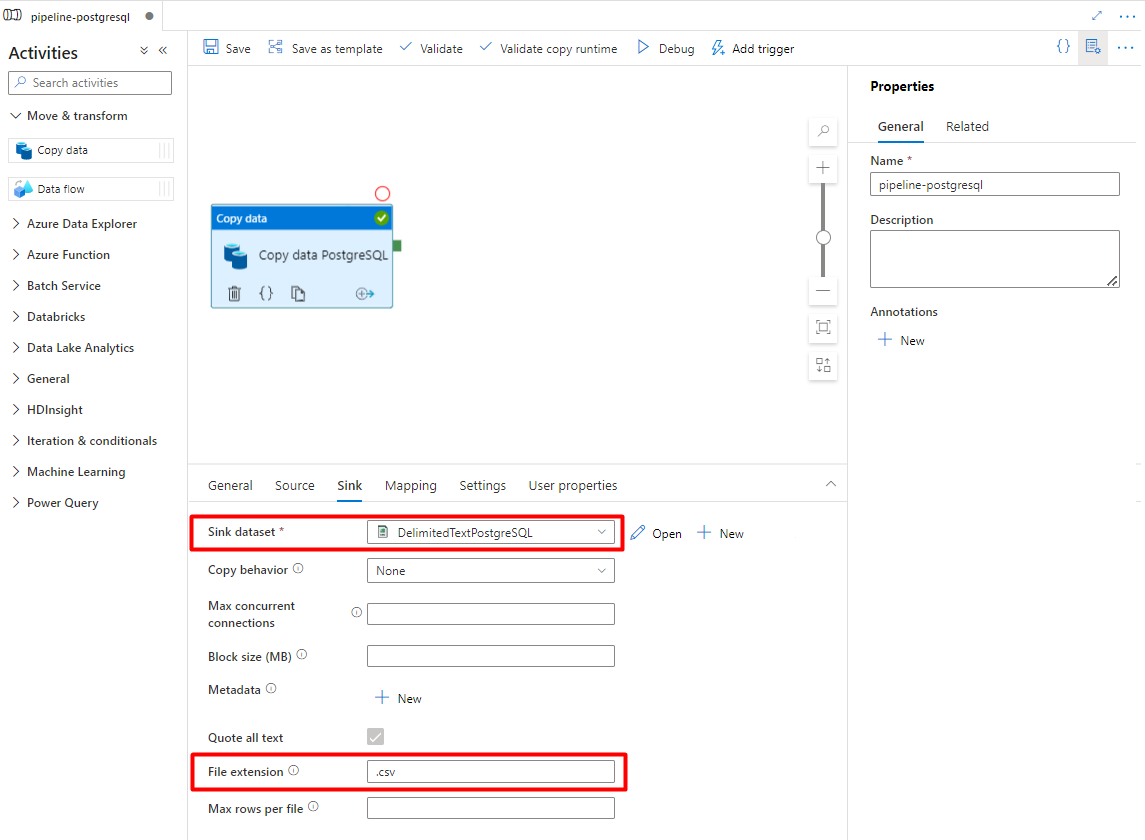 pipeline-postgresql
Activities
Search activities
Move & transform
Copy data
Data flow
Azure Data Explorer
Azure Function
Batch Service
Databricks
Data Lake Analytics
General
HDInsight
Iteration & conditionals
Machine Learning
Power Query
Save
Save as template
Validate
Validate copy runtime
Debug
Add trigger
Copy data
Copy data PostgreSQL
General
Source
Sink
Mapping
Settings
User properties
Sink dataset *
DelimitedTextPostgreSQL
Open
New
Copy behavior
None
Max concurrent
connections
Block size (MB)
Metadata
New
Quote all text
File extension
.csv
Max rows per file
Properties
General
Related
Name *
pipeline-postgresql
Description
Annotations
New